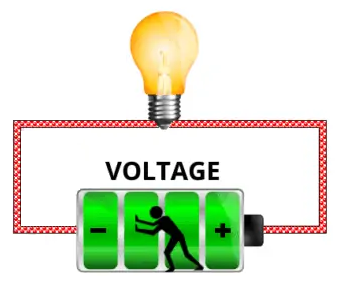 VOLTAGE
- +